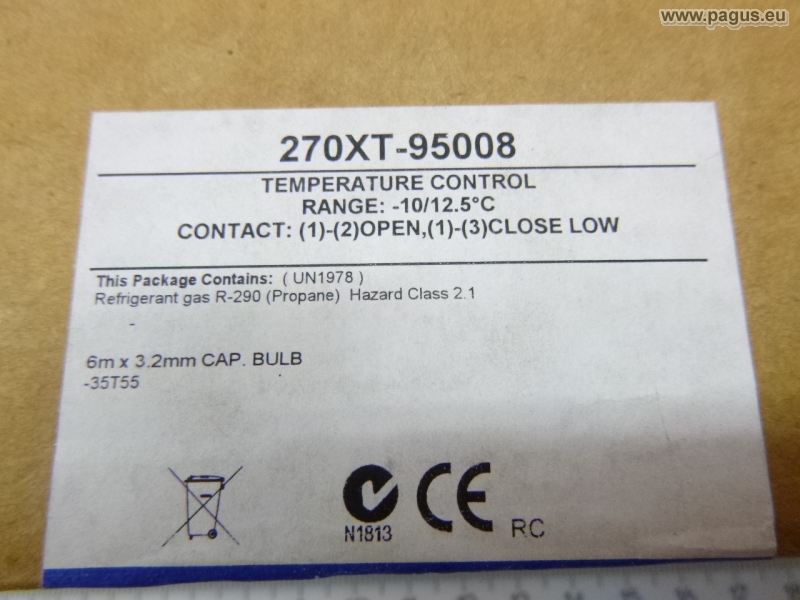 www.pagus.eu
270XT-95008
TEMPERATURE CONTROL
RANGE: -10/12.5°C
CONTACT: (1)-(2)OPEN,(1)-(3)CLOSE LOW
This Package Contains: ( UN1978 )
Refrigerant gas R-290 (Propane) Hazard Class 2.1
-
6m x 3.2mm CAP. BULB
-35T55
N1813
CE
RC